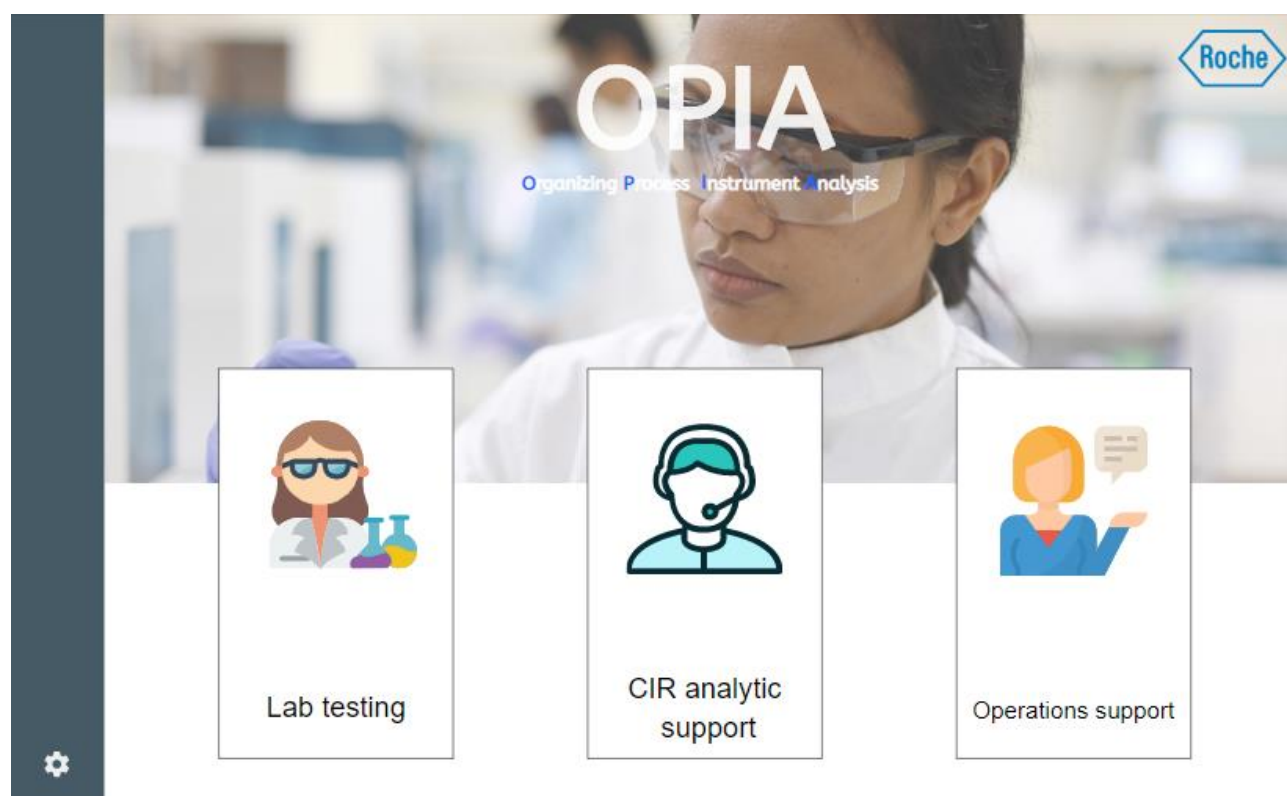 OPIA
Roche
Organizing Process Instrument Analysis
Lab testing
CIR analytic
support
Operations support